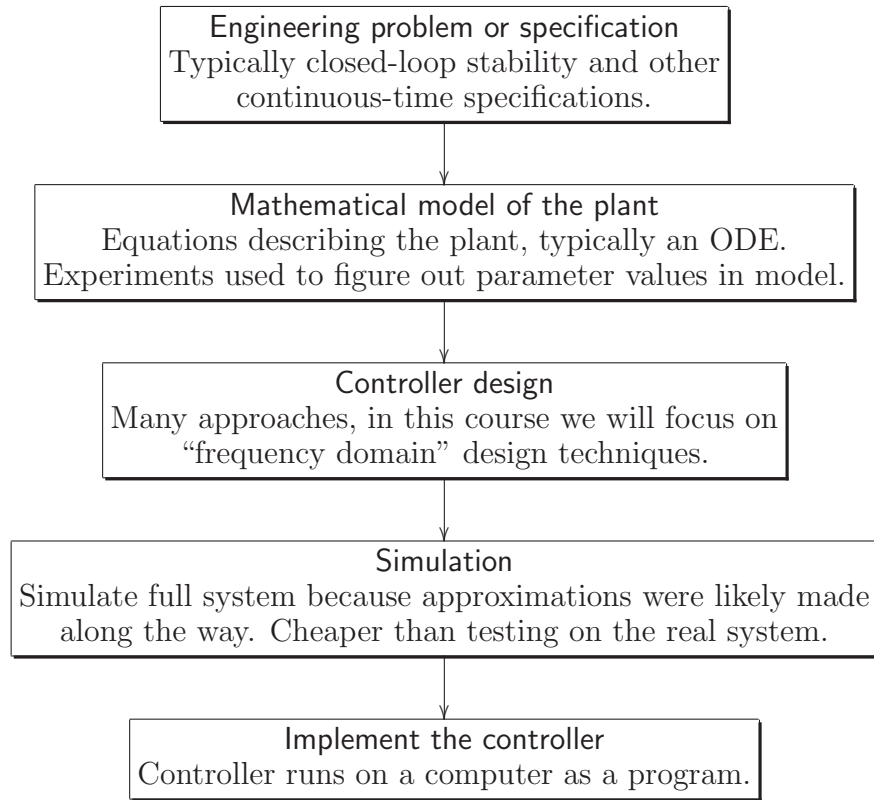 Engineering problem or specification
Typically closed-loop stability and other
continuous-time specifications.
Mathematical model of the plant
Equations describing the plant, typically an ODE.
Experiments used to figure out parameter values in model.
Controller design
Many approaches, in this course we will focus on
“frequency domain” design techniques.
Simulation
Simulate full system because approximations were likely made
along the way. Cheaper than testing on the real system.
Implement the controller
Controller runs on a computer as a program.